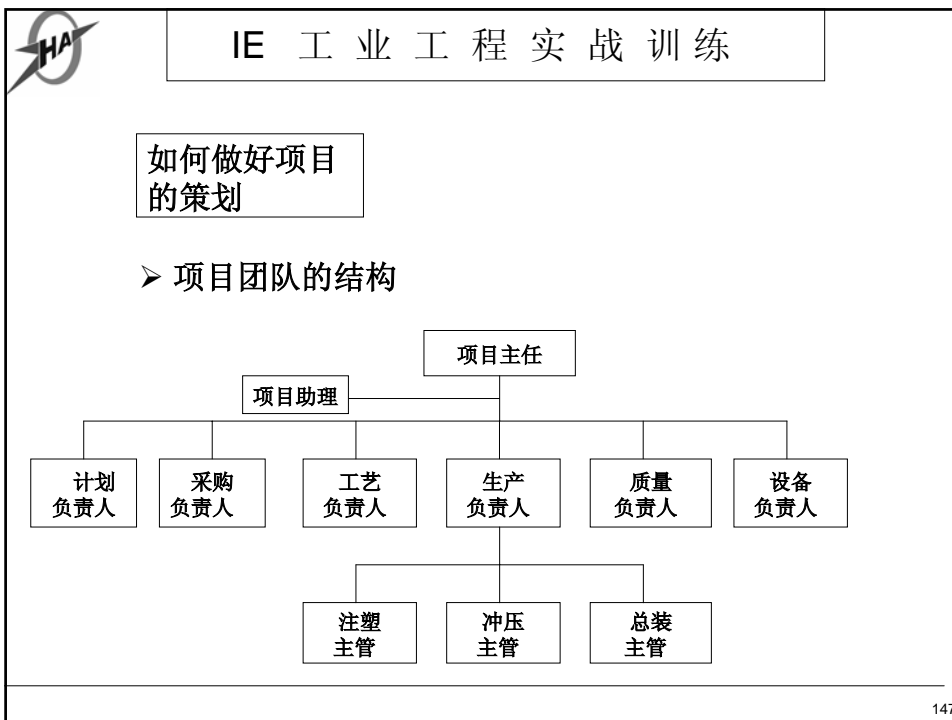 HA
IE 工业工程实战训练
如何做好项目
的策划
➢ 项目团队的结构
项目主任
项目助理
计划
负责人
采购
负责人
工艺
负责人
生产
负责人
质量
负责人
设备
负责人
注塑
主管
冲压
主管
总装
主管
147